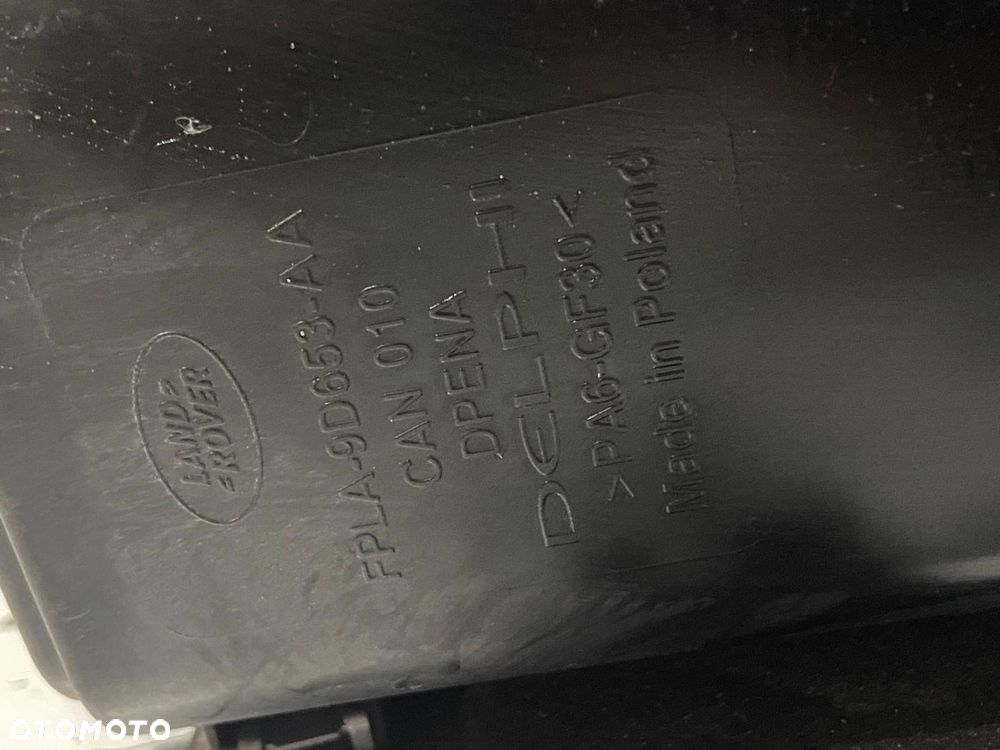 LAND
ROVER
FPLA-9D653-AA
CAN 010
DPENA
DELPHI
>PA6-GF30<
Made in Poland
OTOMOTO